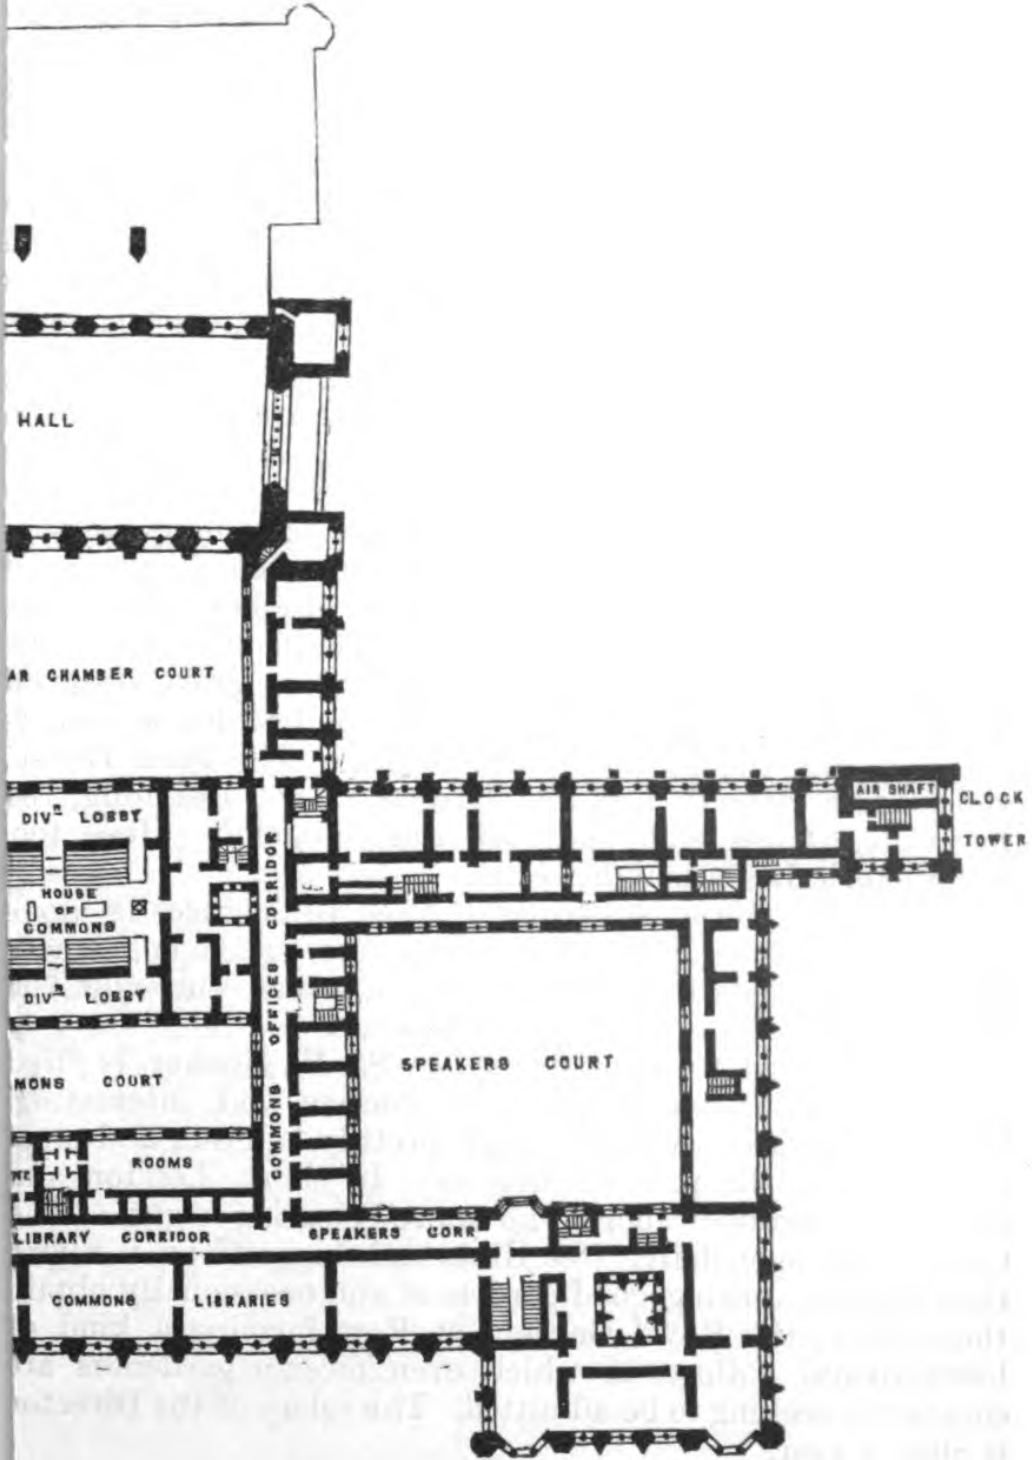 HALL
AR CHAMBER COURT
DIVN LOBBY
HOUSE
OF
COMMONS
DIVN LOBBY
MONS COURT
ROOMS
LIBRARY CORRIDOR
COMMONS LIBRARIES
COMMONS OFFICES CORRIDOR
SPEAKERS CORR
SPEAKERS COURT
AIR SHAFT
CLOCK
TOWER